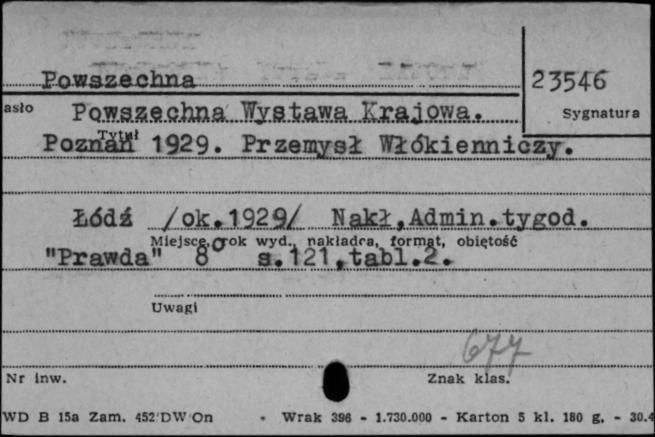 Powszechna
23546
asło
Powszechna Wystawa Krajowa.
Sygnatura
Tytuł
Poznań 1929. Przemysł Włókienniczy.
Łódź /ok.1929/ Nakł,Admin.tygod.
Miejsce, rok wyd., nakładca, format, objętość
"Prawda" 8° s.121,tabl.2.
Uwagi
677
Nr inw.
Znak klas.
WD B 15a Zam. 452/DW/On - Wrak 396 - 1.730.000 - Karton 5 kl. 180 g, - 30.4